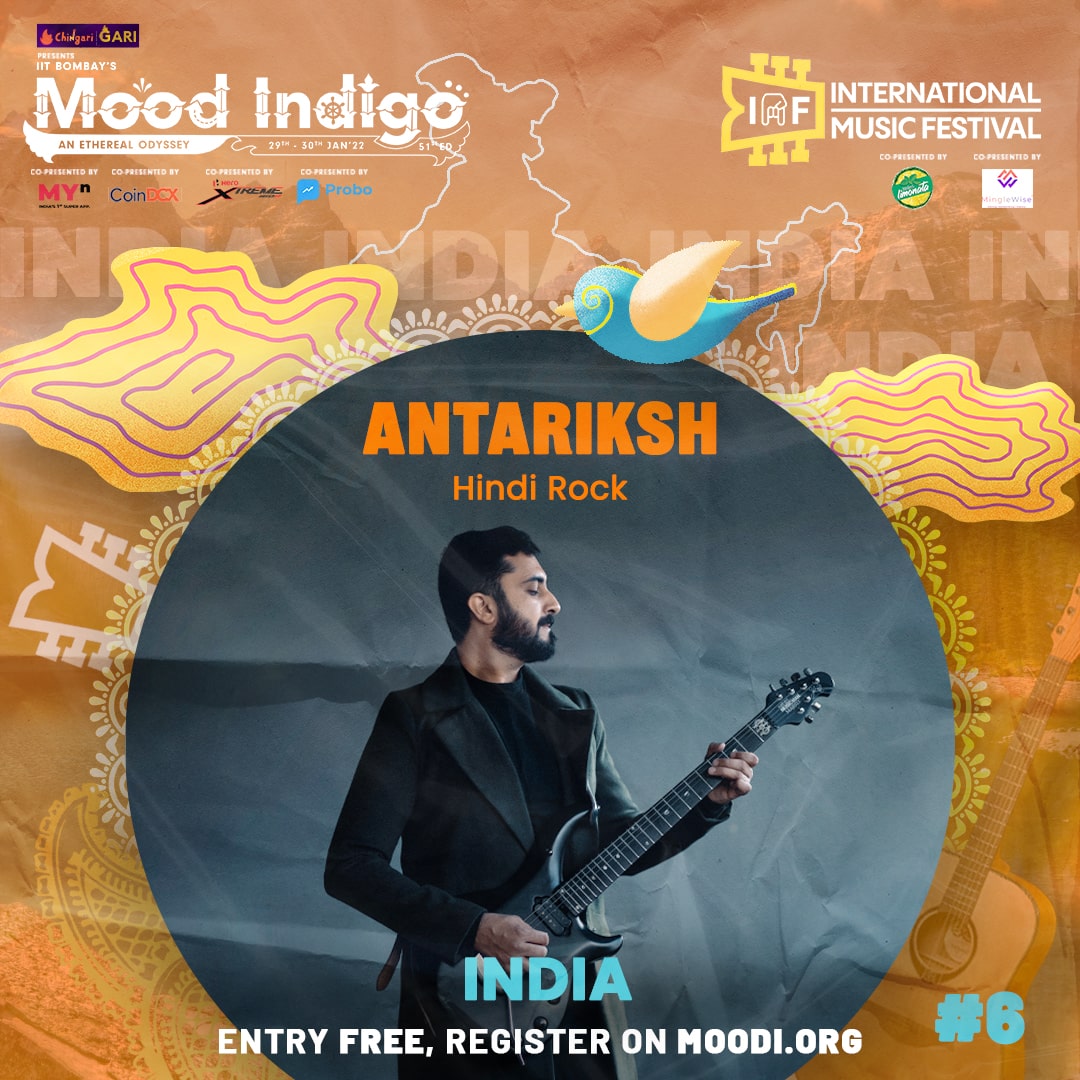 Chingari GARI
PRESENTS
IIT BOMBAY'S
Mood Indigo
AN ETHEREAL ODYSSEY
29TH - 30TH JAN'22
51ST ED
CO-PRESENTED BY CO-PRESENTED BY CO-PRESENTED BY CO-PRESENTED BY
MYn
INDIA'S 1ST SUPER APP.
CoinDCX
Hero
XTREME
Probo
IMF
INTERNATIONAL
MUSIC FESTIVAL
CO-PRESENTED BY CO-PRESENTED BY
limonata
MingleWise
INDIA INDIA INDIA IN
INDIA
ANTARIKSH
Hindi Rock
INDIA
#6
ENTRY FREE, REGISTER ON MOODI.ORG